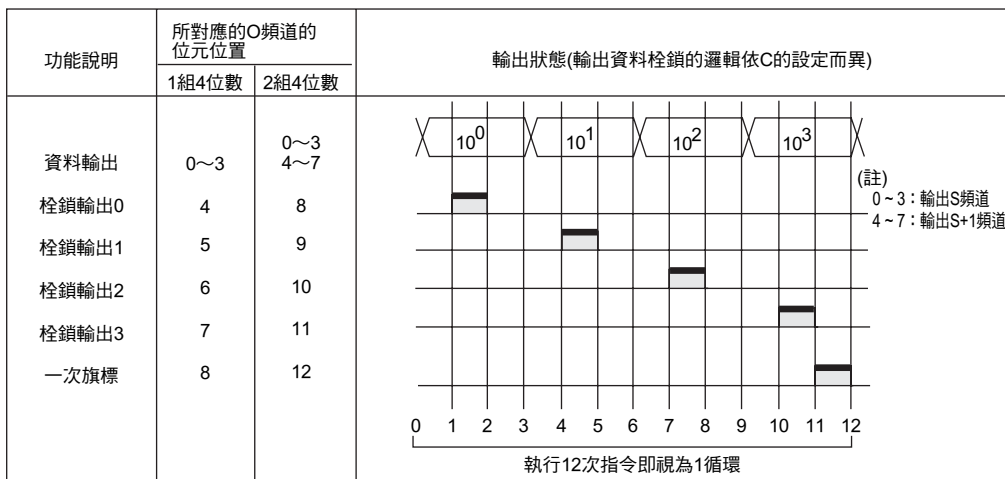 功能說明
所對應的O頻道的
位元位置
1組4位數 2組4位數
輸出狀態(輸出資料栓鎖的邏輯依C的設定而異)
10⁰ 10¹ 10² 10³
資料輸出 0～3 0～3
4～7
(註)
0~3：輸出S頻道
4~7：輸出S+1頻道
栓鎖輸出0 4 8
栓鎖輸出1 5 9
栓鎖輸出2 6 10
栓鎖輸出3 7 11
一次旗標 8 12
0 1 2 3 4 5 6 7 8 9 10 11 12
執行12次指令即視為1循環